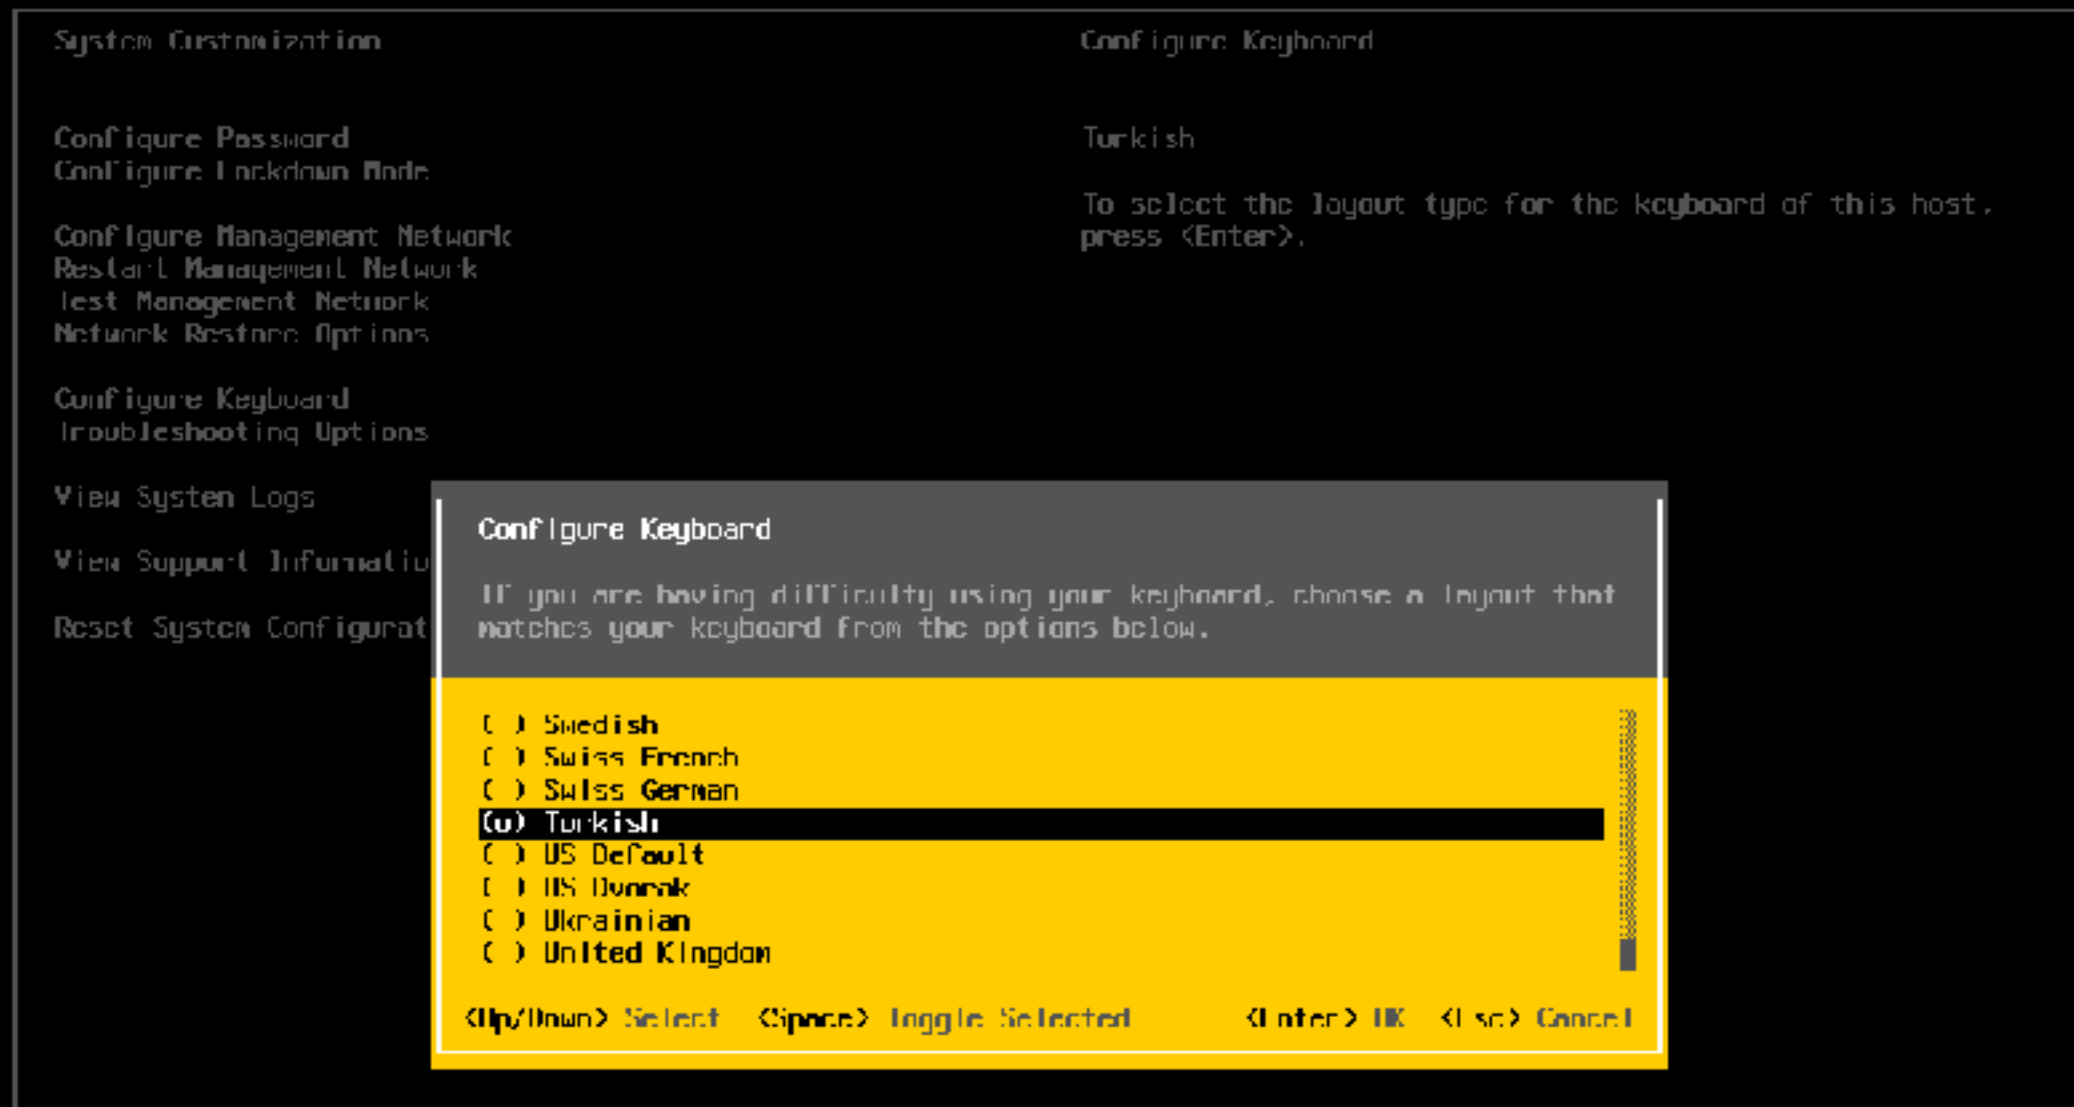 System Customization
Configure Keyboard
Configure Password
Configure Lockdown Mode
Configure Management Network
Restart Management Network
Test Management Network
Network Restore Options
Configure Keyboard
Troubleshooting Options
View System Logs
View Support Informatio
Reset System Configurat
Turkish
To select the layout type for the keyboard of this host,
press <Enter>.
Configure Keyboard
If you are having difficulty using your keyboard, choose a layout that
matches your keyboard from the options below.
( ) Swedish
( ) Swiss French
( ) Swiss German
(o) Turkish
( ) US Default
( ) US Dvorak
( ) Ukrainian
( ) United Kingdom
<Up/Down> Select <Space> Toggle Selected <Enter> OK <Esc> Cancel